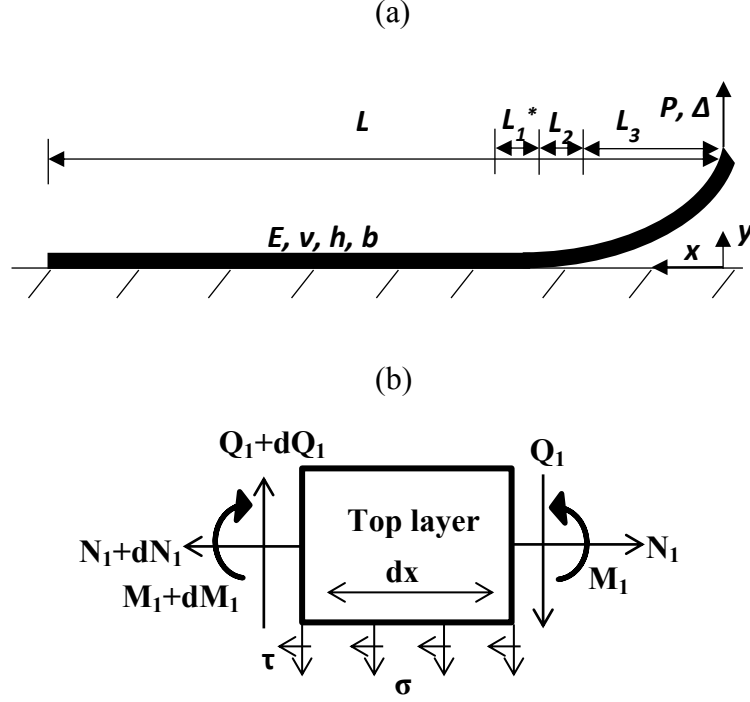 (a)
P, Δ
L L₁* L₂ L₃
E, ν, h, b
x y
(b)
Q₁+dQ₁ Q₁
Top layer
N₁+dN₁ N₁
dx
M₁+dM₁ M₁
τ
σ